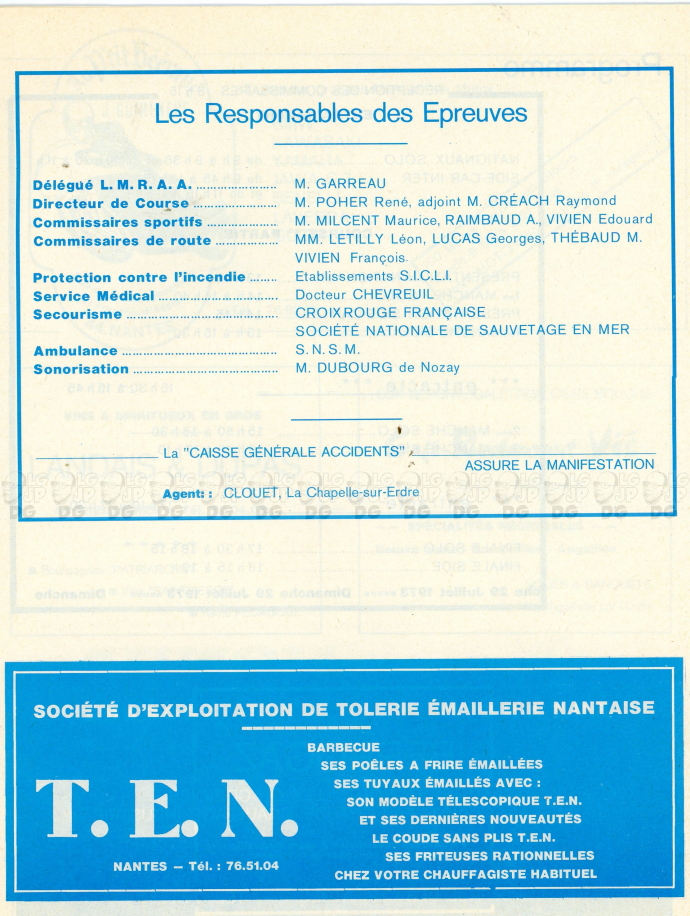 Les Responsables des Epreuves
Délégué L. M. R. A. A. .................... M. GARREAU
Directeur de Course .................... M. POHER René, adjoint M. CRÉACH Raymond
Commissaires sportifs .................. M. MILCENT Maurice, RAIMBAUD A., VIVIEN Edouard
Commissaires de route ............... MM. LETILLY Léon, LUCAS Georges, THÉBAUD M.
VIVIEN François.
Protection contre l'incendie ........ Etablissements S.I.C.L.I.
Service Médical ............................. Docteur CHEVREUIL
Secourisme .................................... CROIX ROUGE FRANÇAISE
SOCIÉTÉ NATIONALE DE SAUVETAGE EN MER
Ambulance ..................................... S. N. S. M.
Sonorisation ................................... M. DUBOURG de Nozay
La "CAISSE GÉNÉRALE ACCIDENTS"
ASSURE LA MANIFESTATION
Agent: : CLOUET, La Chapelle-sur-Erdre
SOCIÉTÉ D'EXPLOITATION DE TOLERIE ÉMAILLERIE NANTAISE
BARBECUE
SES POÊLES A FRIRE ÉMAILLÉES
SES TUYAUX ÉMAILLÉS AVEC :
SON MODÈLE TÉLESCOPIQUE T.E.N.
ET SES DERNIÈRES NOUVEAUTÉS
LE COUDE SANS PLIS T.E.N.
SES FRITEUSES RATIONNELLES
CHEZ VOTRE CHAUFFAGISTE HABITUEL
T. E. N.
NANTES — Tél. : 76.51.04